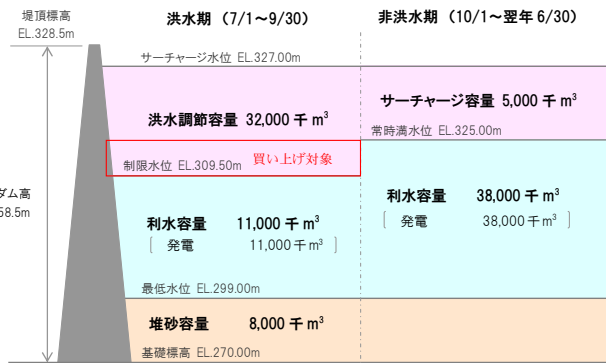 堤頂標高
EL.328.5m
洪水期（7/1～9/30）
非洪水期（10/1～翌年 6/30）
サーチャージ水位 EL.327.00m
洪水調節容量 32,000 千 m³
サーチャージ容量 5,000 千 m³
常時満水位 EL.325.00m
制限水位 EL.309.50m
買い上げ対象
ダム高
58.5m
利水容量 11,000 千 m³
［ 発電 11,000 千 m³ ］
利水容量 38,000 千 m³
［ 発電 38,000 千 m³ ］
最低水位 EL.299.00m
堆砂容量 8,000 千 m³
基礎標高 EL.270.00m